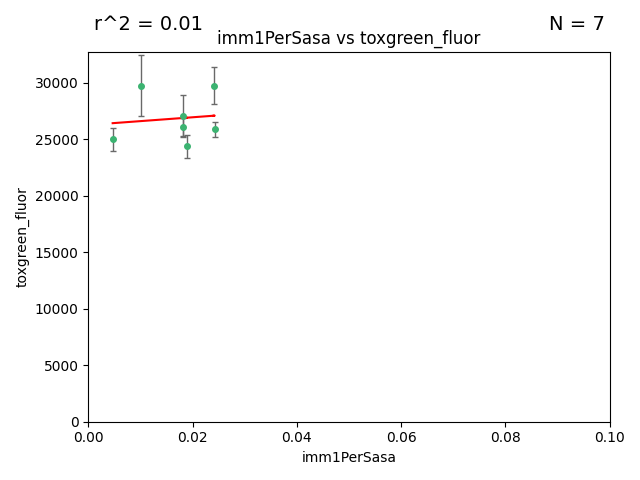 r^2 = 0.01
N = 7
imm1PerSasa vs toxgreen_fluor
toxgreen_fluor
30000
25000
20000
15000
10000
5000
0
0.00 0.02 0.04 0.06 0.08 0.10
imm1PerSasa